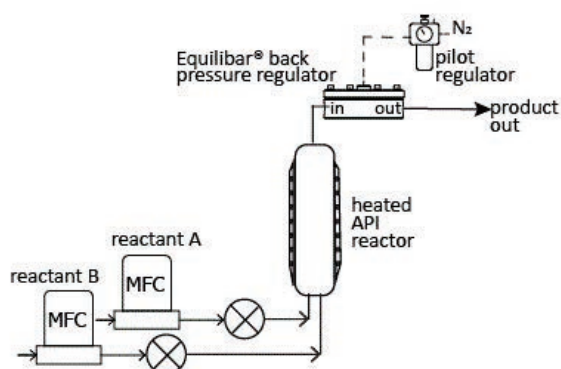 N₂
Equilibar® back
pressure regulator
pilot
regulator
in out
product
out
heated
API
reactor
reactant A
MFC
reactant B
MFC